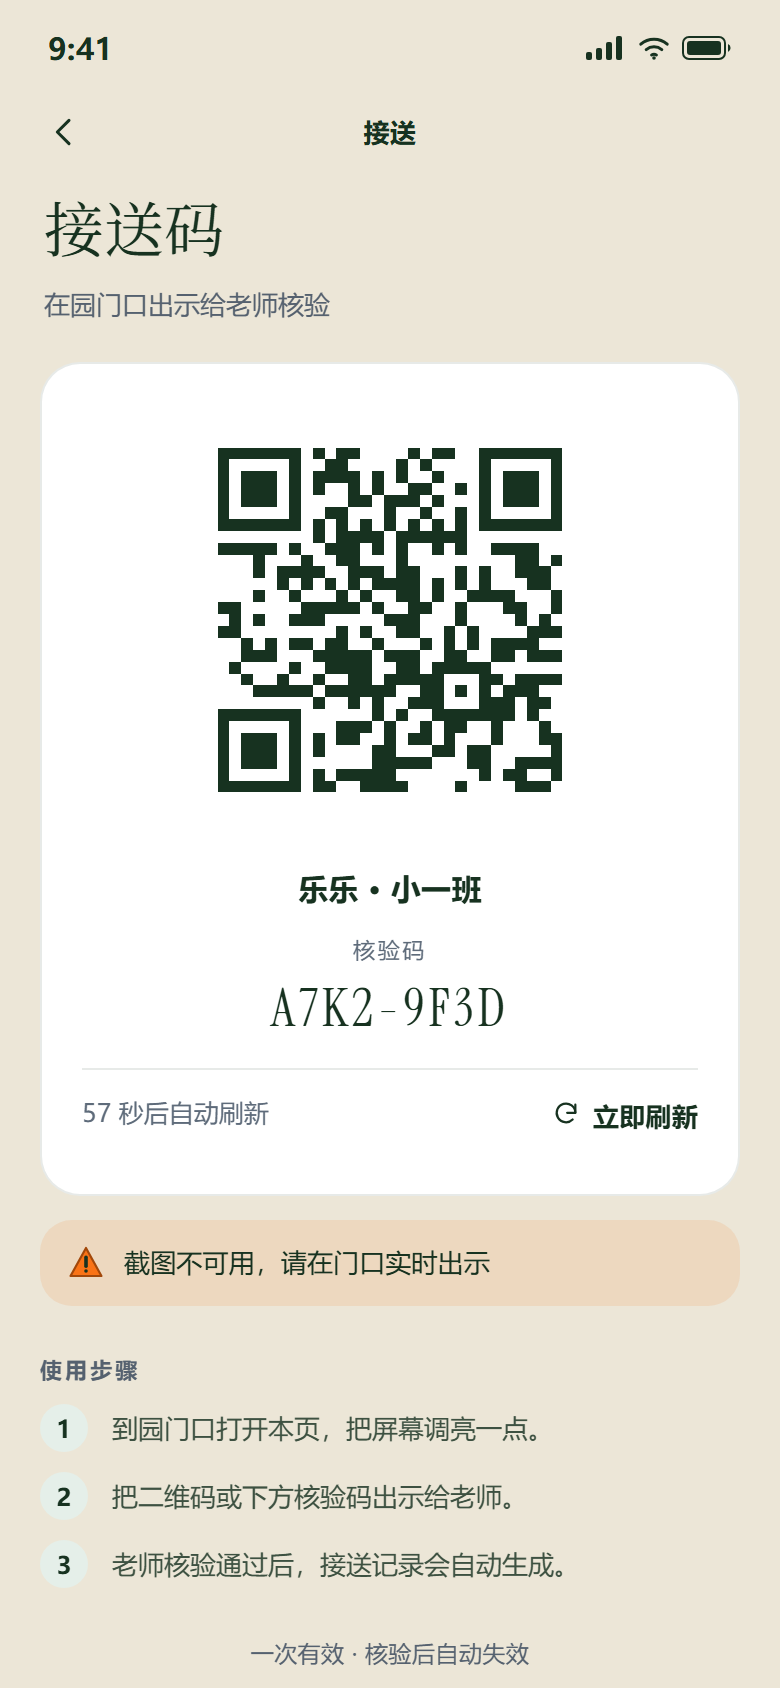 9:41
接送
接送码
在园门口出示给老师核验
乐乐·小一班
核验码
A7K2-9F3D
57 秒后自动刷新
立即刷新
截图不可用，请在门口实时出示
使用步骤
1 到园门口打开本页，把屏幕调亮一点。
2 把二维码或下方核验码出示给老师。
3 老师核验通过后，接送记录会自动生成。
一次有效 · 核验后自动失效